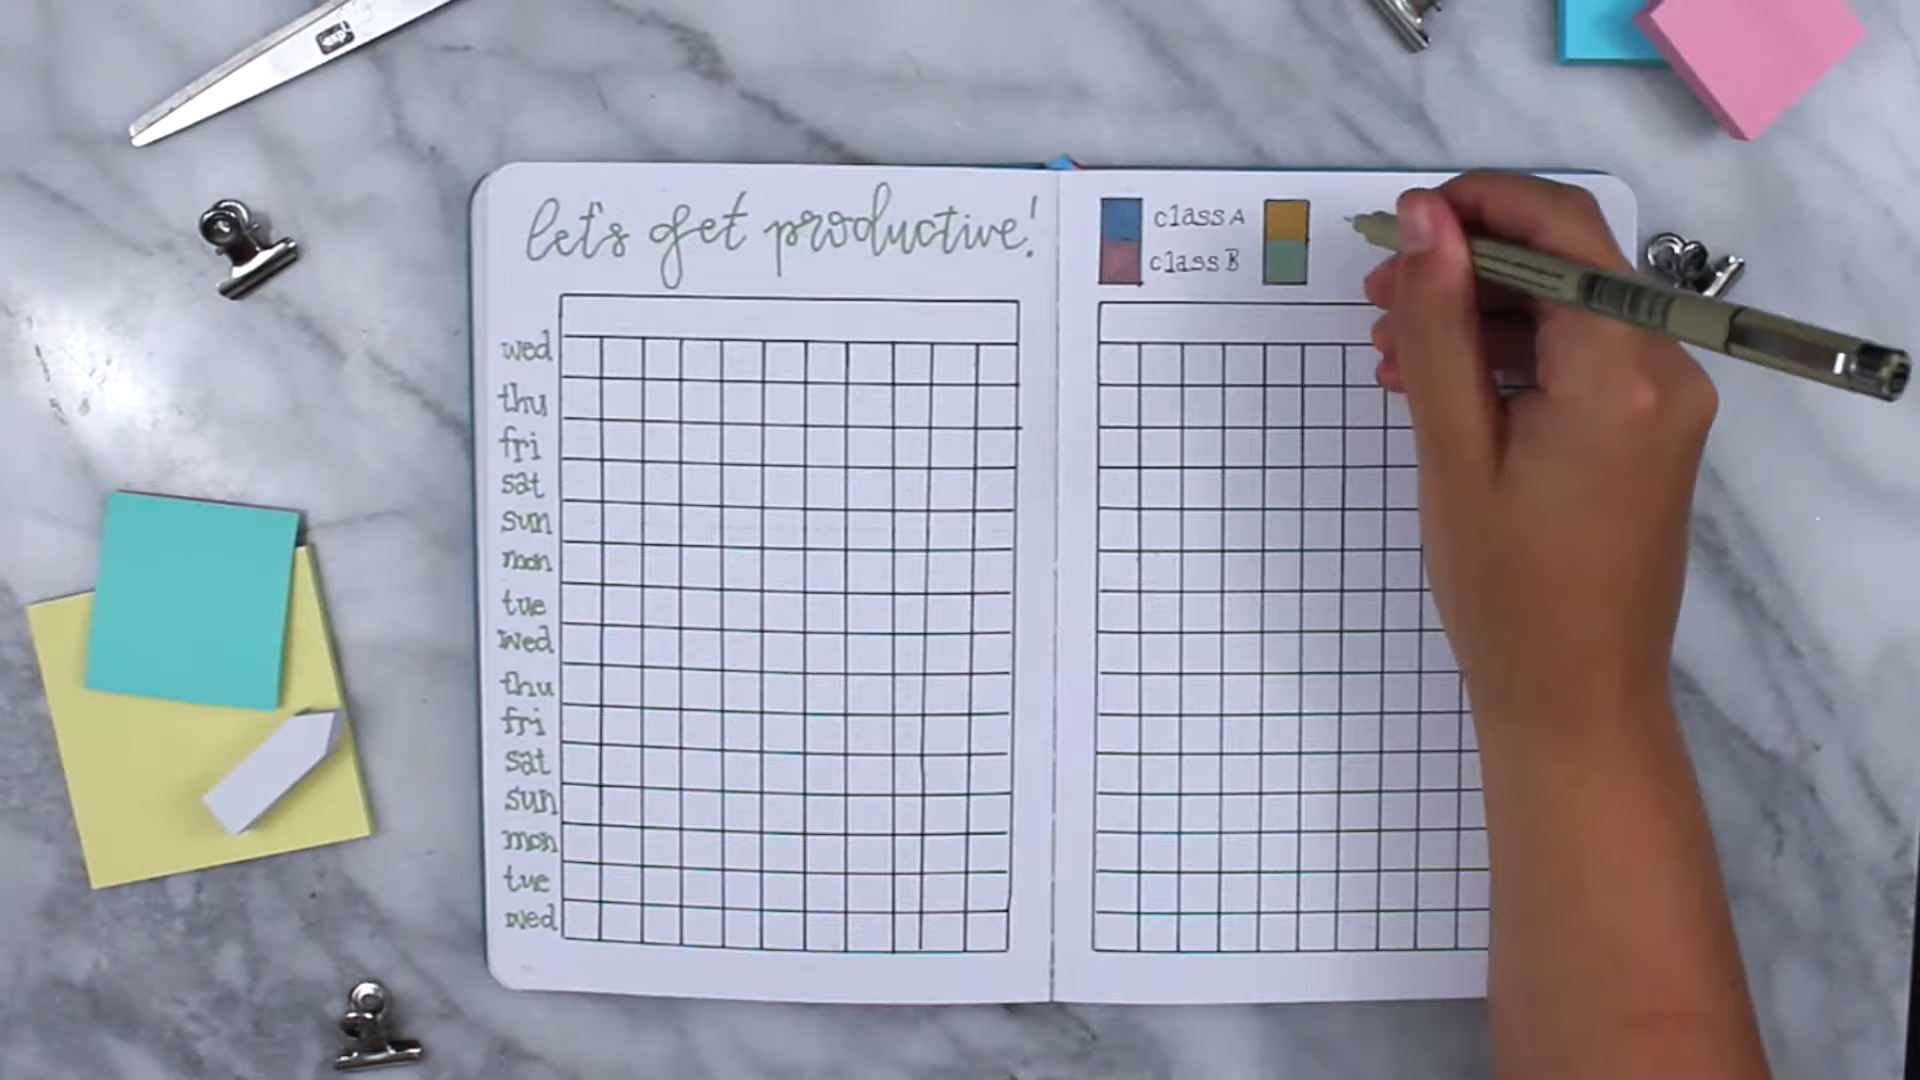 exp!
let's get productive!
class A
class B
wed
thu
fri
sat
sun
mon
tue
wed
thu
fri
sat
sun
mon
tue
wed